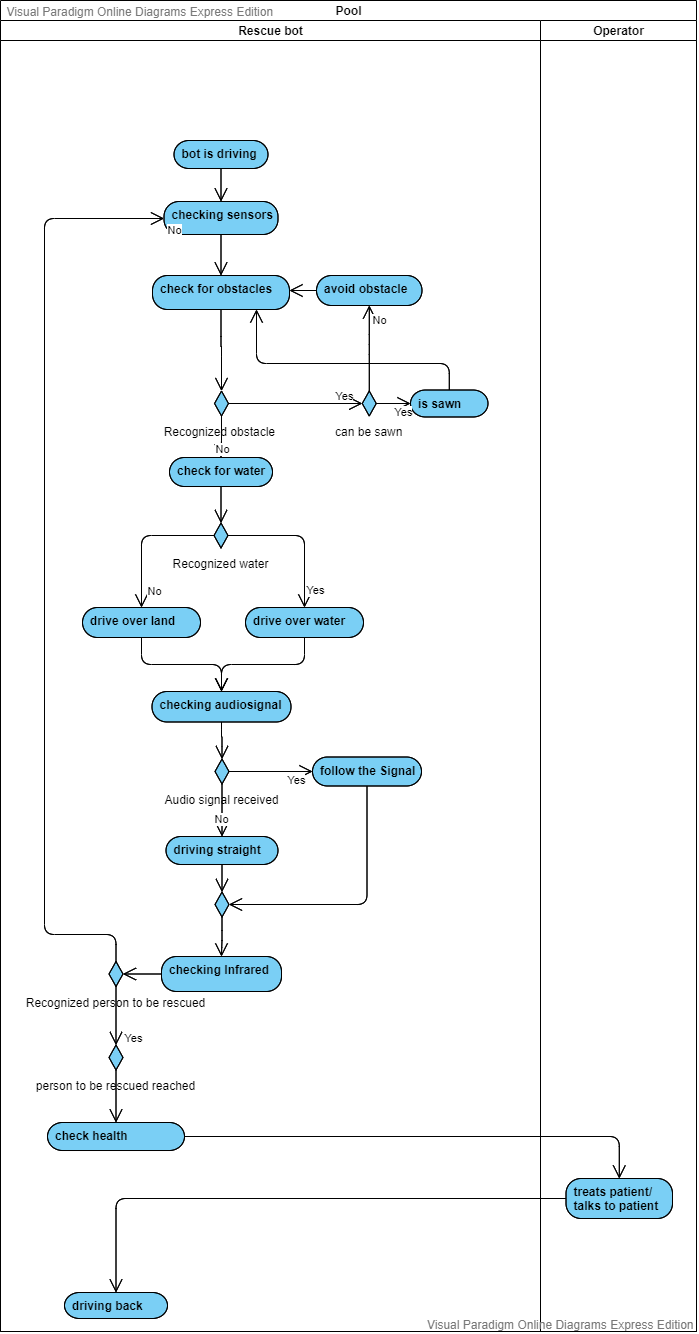 Visual Paradigm Online Diagrams Express Edition
Pool
Rescue bot
Operator
bot is driving
checking sensors
No
check for obstacles
avoid obstacle
No
Yes
is sawn
Yes
Recognized obstacle
can be sawn
No
check for water
Recognized water
No
Yes
drive over land
drive over water
checking audiosignal
follow the Signal
Yes
Audio signal received
No
driving straight
checking Infrared
Recognized person to be rescued
Yes
person to be rescued reached
check health
treats patient/
talks to patient
driving back
Visual Paradigm Online Diagrams Express Edition